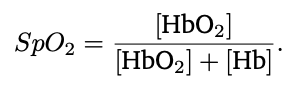 SpO₂ = [HbO₂] / [HbO₂] + [Hb] .